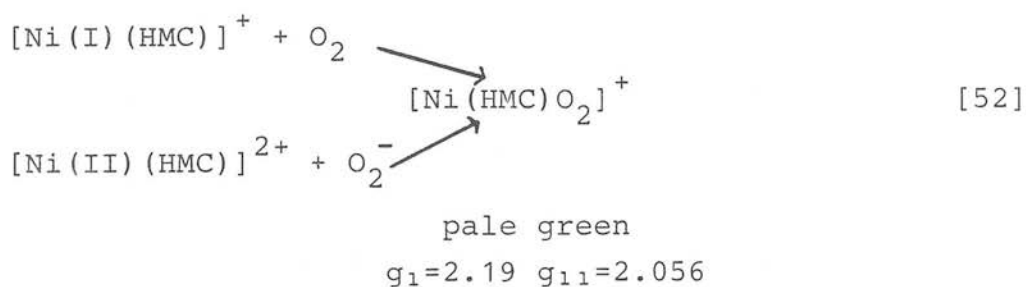 [Ni(I)(HMC)]⁺ + O₂
[Ni(HMC)O₂]⁺ [52]
[Ni(II)(HMC)]²⁺ + O₂⁻
pale green
g₁=2.19 g₁₁=2.056